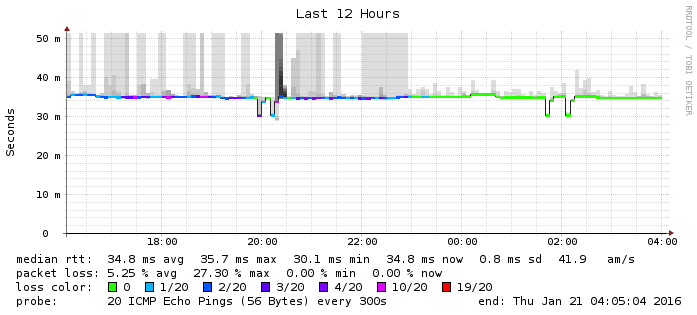 Last 12 Hours
RRDTOOL / TOBI OETIKER
Seconds
50 m
40 m
30 m
20 m
10 m
0
18:00 20:00 22:00 00:00 02:00 04:00
median rtt: 34.8 ms avg 35.7 ms max 30.1 ms min 34.8 ms now 0.8 ms sd 41.9 am/s
packet loss: 5.25 % avg 27.30 % max 0.00 % min 0.00 % now
loss color: 0 1/20 2/20 3/20 4/20 10/20 19/20
probe: 20 ICMP Echo Pings (56 Bytes) every 300s end: Thu Jan 21 04:05:04 2016